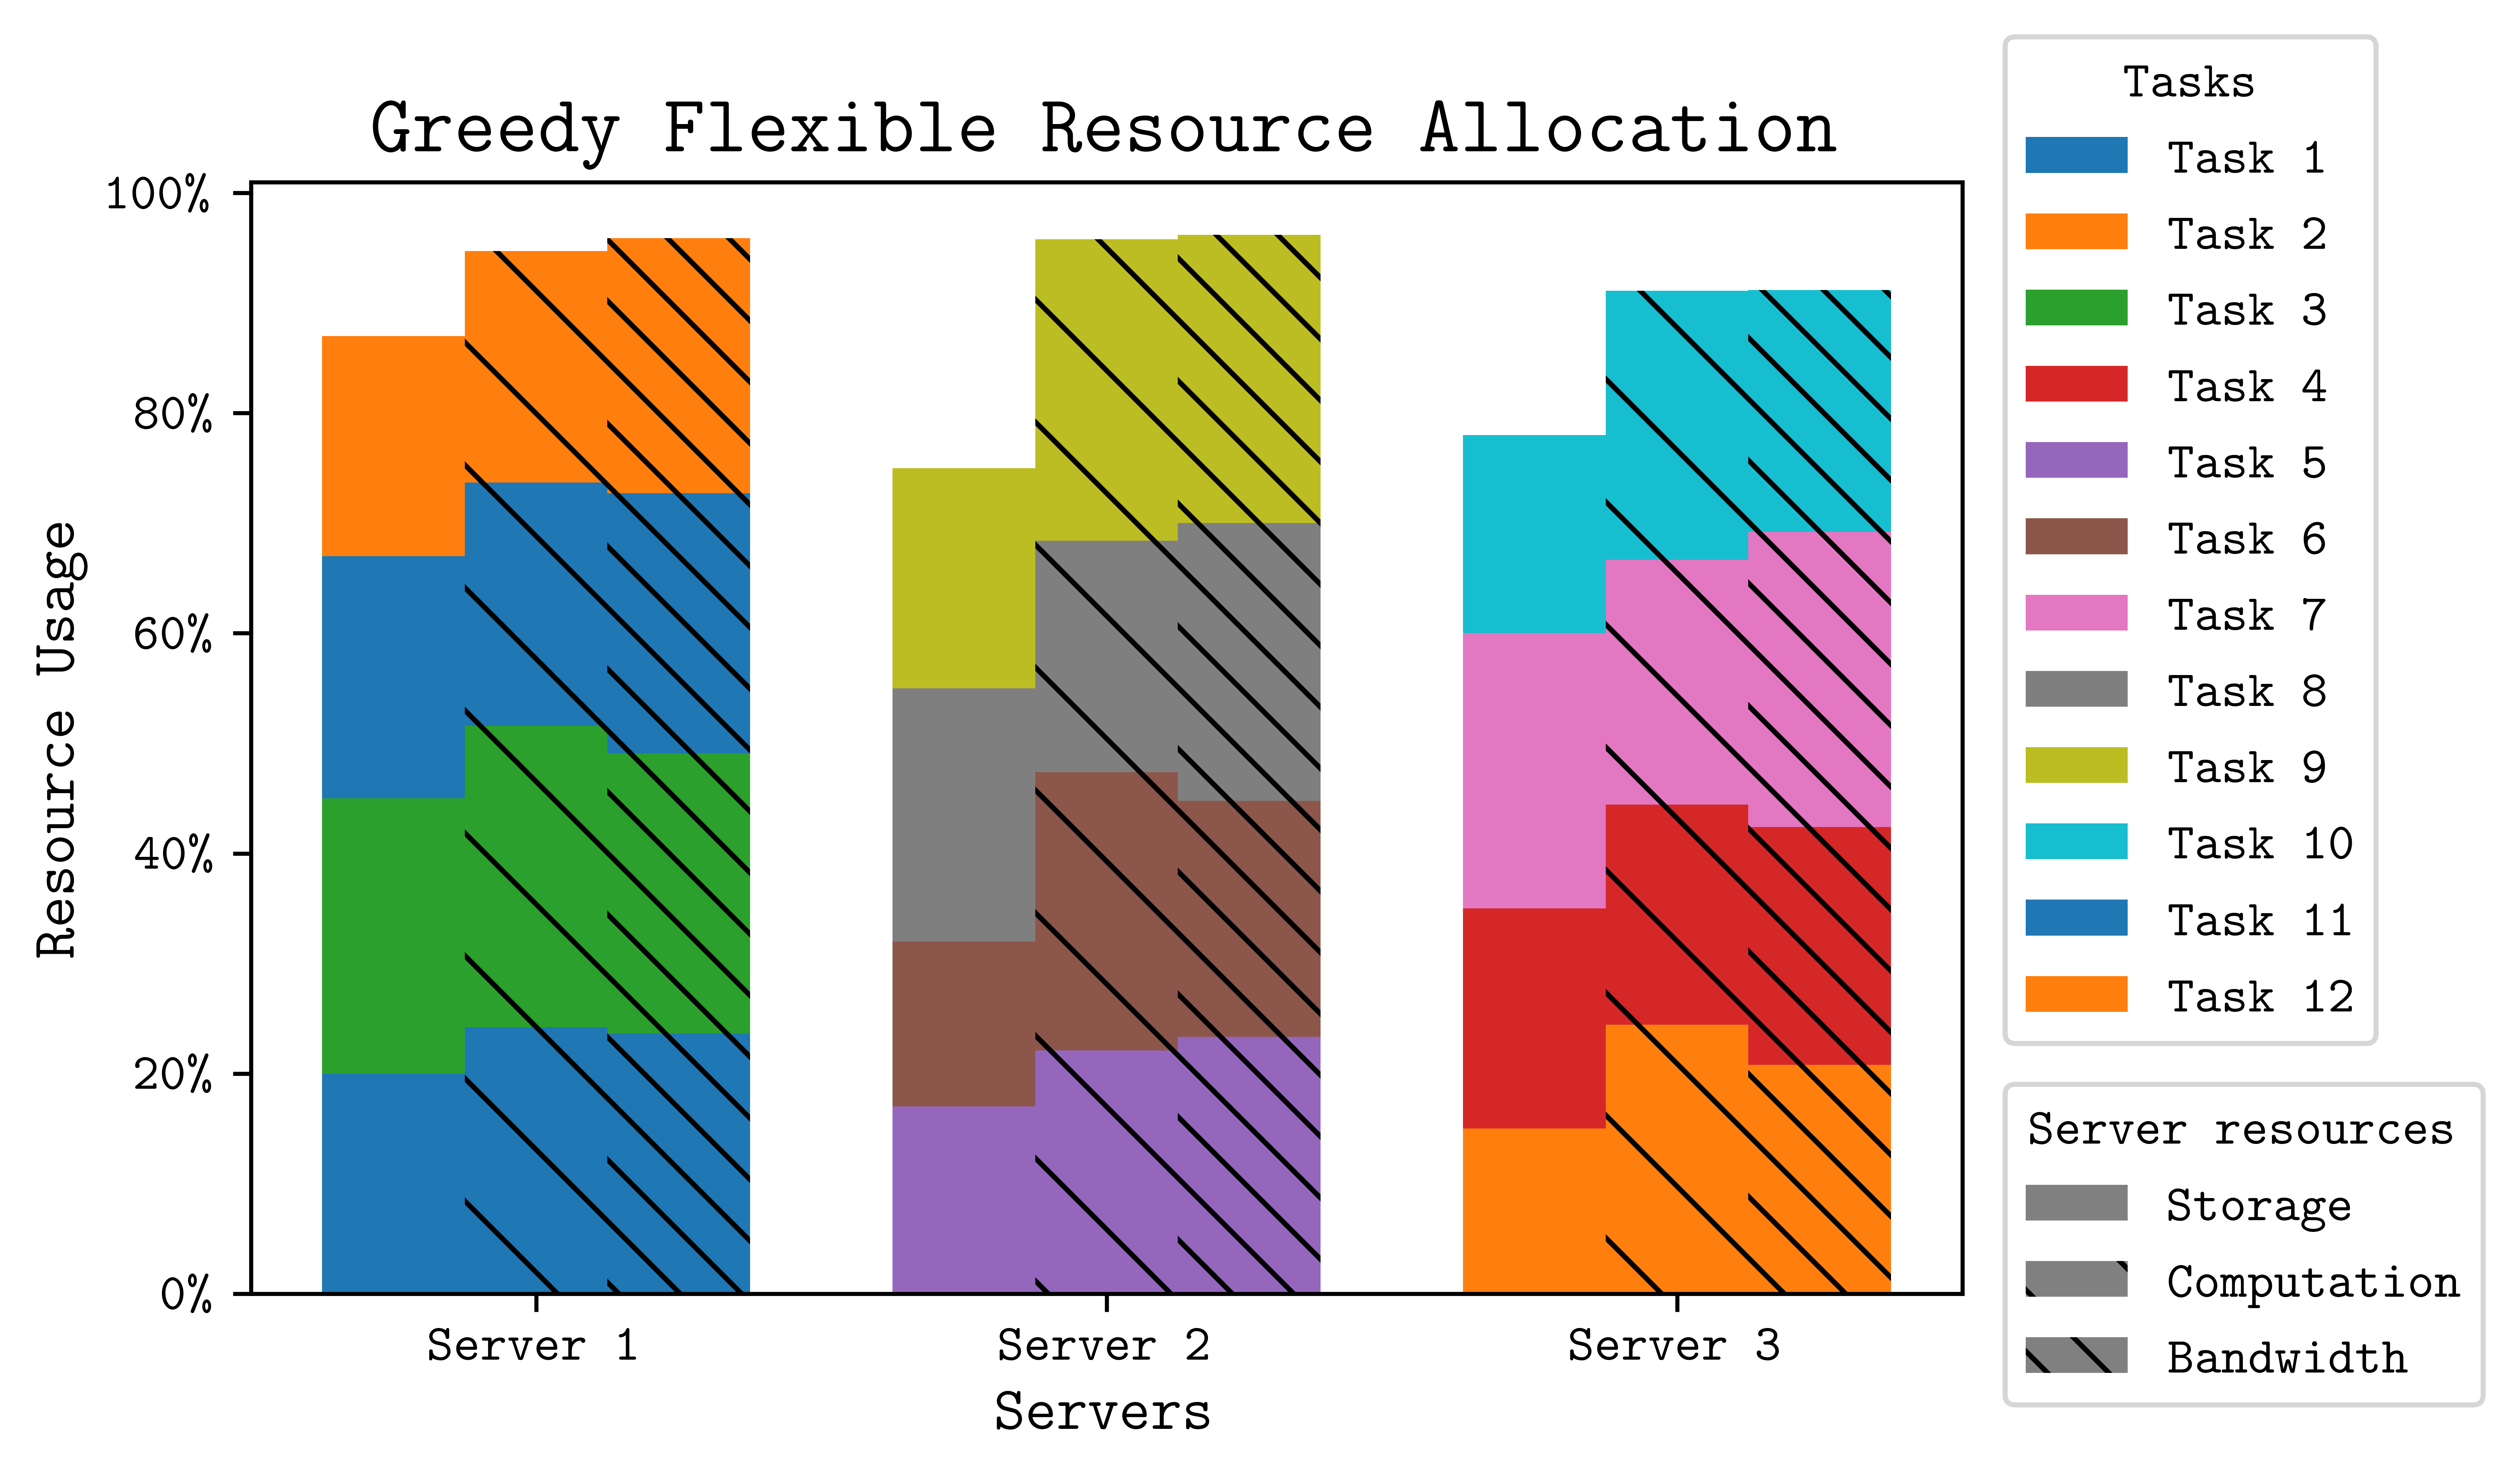 Greedy Flexible Resource Allocation
Resource Usage
100%
80%
60%
40%
20%
0%
Server 1
Server 2
Server 3
Servers
Tasks
Task 1
Task 2
Task 3
Task 4
Task 5
Task 6
Task 7
Task 8
Task 9
Task 10
Task 11
Task 12
Server resources
Storage
Computation
Bandwidth